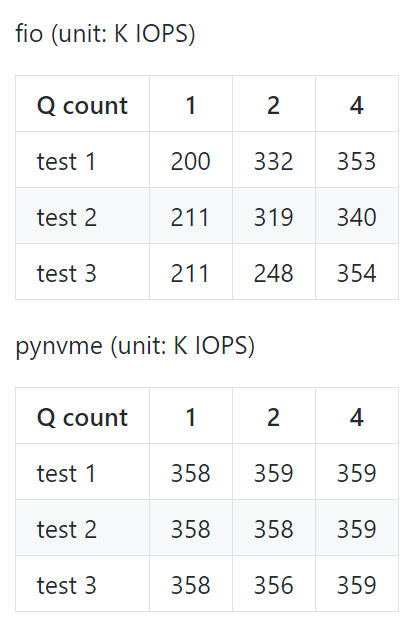 fio (unit: K IOPS)
Q count 1 2 4
test 1 200 332 353
test 2 211 319 340
test 3 211 248 354
pynvme (unit: K IOPS)
Q count 1 2 4
test 1 358 359 359
test 2 358 358 359
test 3 358 356 359